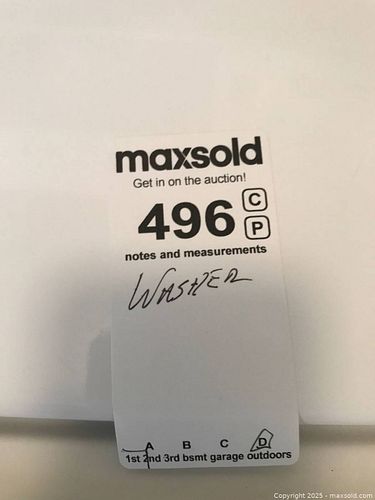 maxsold
Get in on the auction!
496 C
P
notes and measurements
WASHER
A B C D
1st 2nd 3rd bsmt garage outdoors
Copyright 2025 - maxsold.com